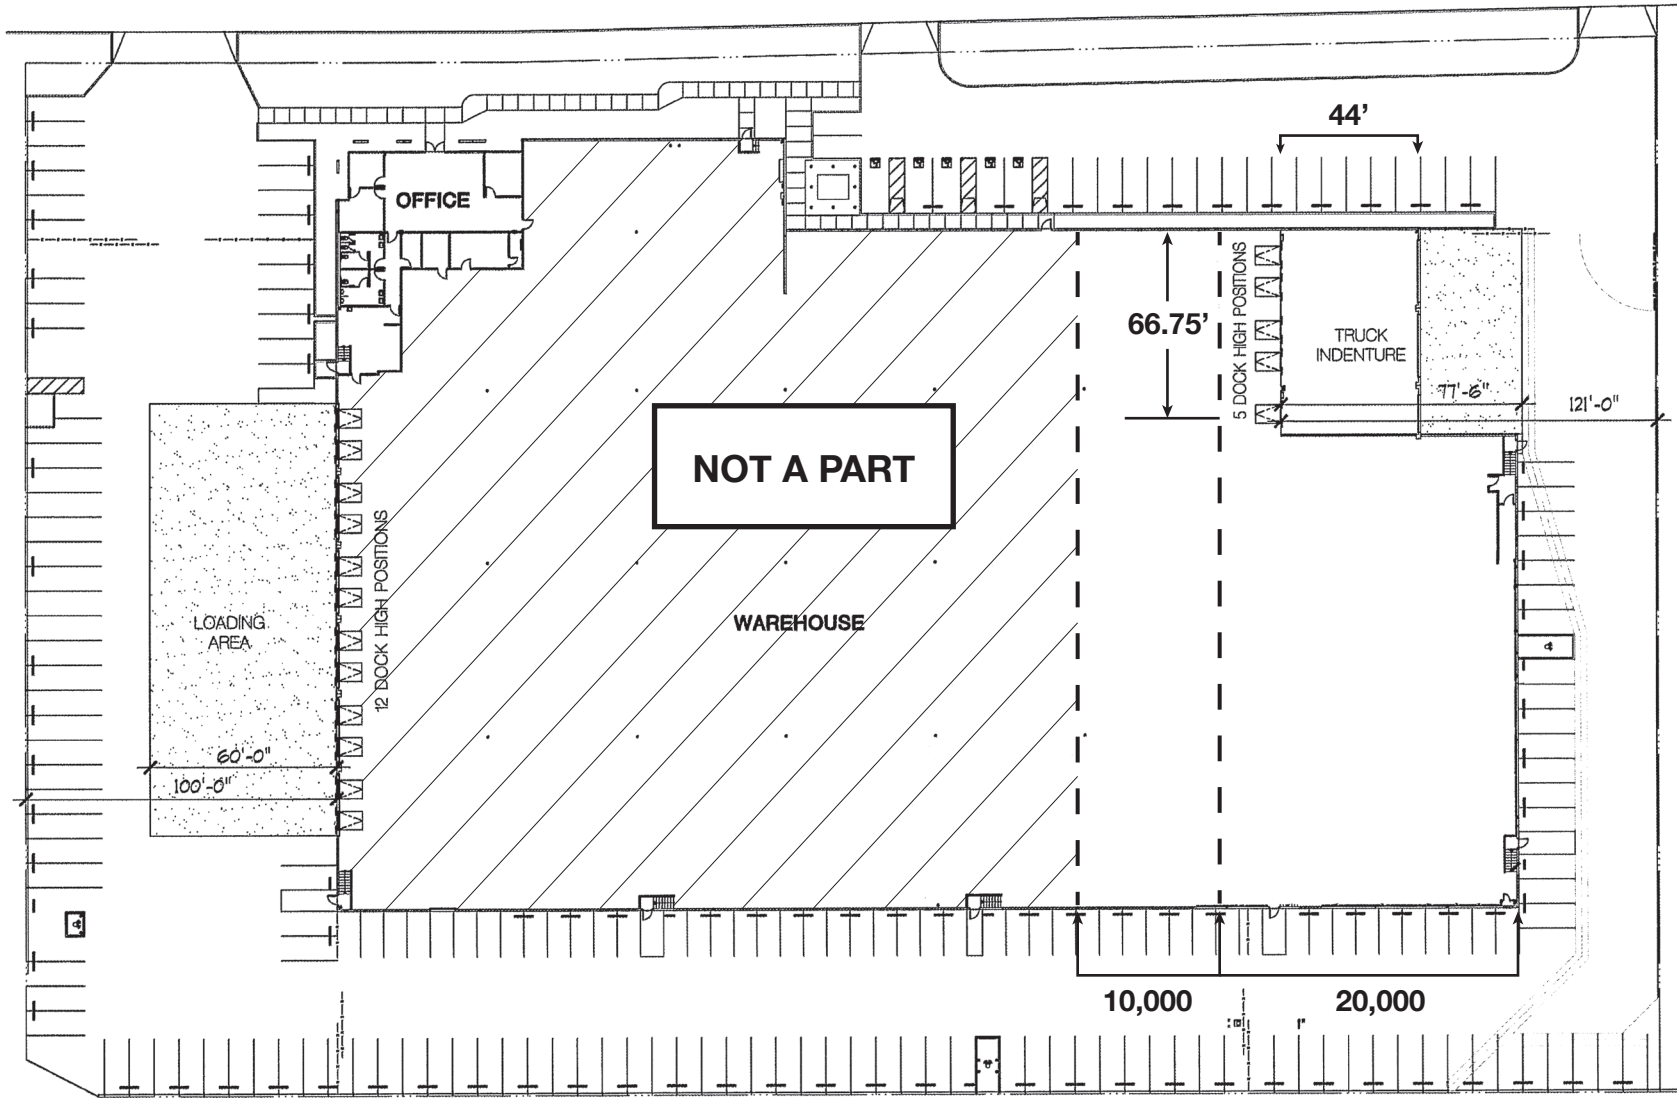 44’
OFFICE
5 DOCK HIGH POSITIONS
66.75’
TRUCK
INDENTURE
77'-6"
121'-0"
NOT A PART
12 DOCK HIGH POSITIONS
LOADING
AREA
WAREHOUSE
60'-0"
100'-0"
10,000
20,000